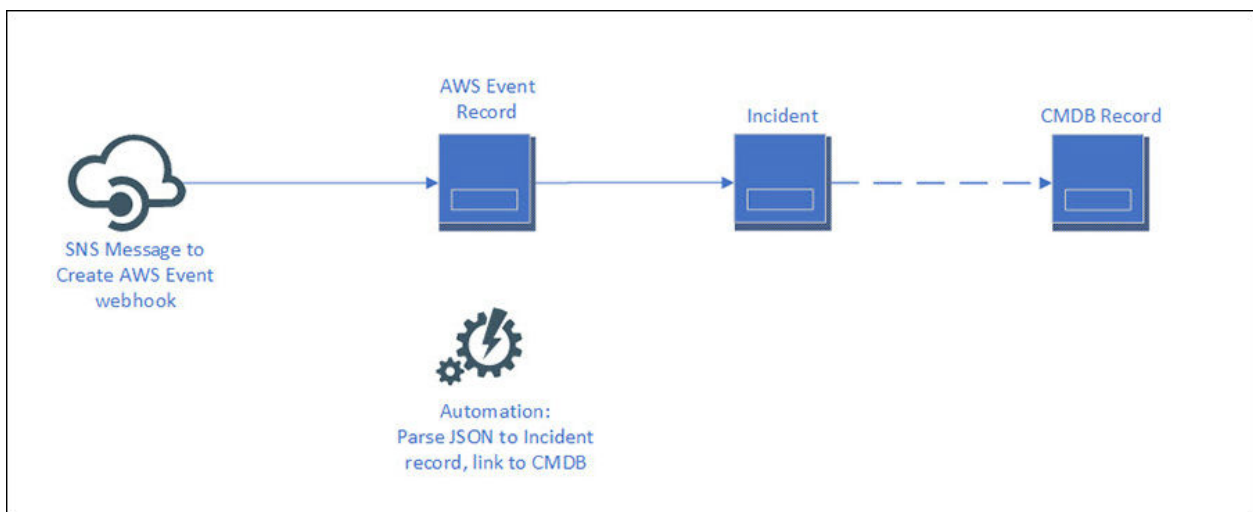 AWS Event
Record
Incident
CMDB Record
SNS Message to
Create AWS Event
webhook
Automation:
Parse JSON to Incident
record, link to CMDB